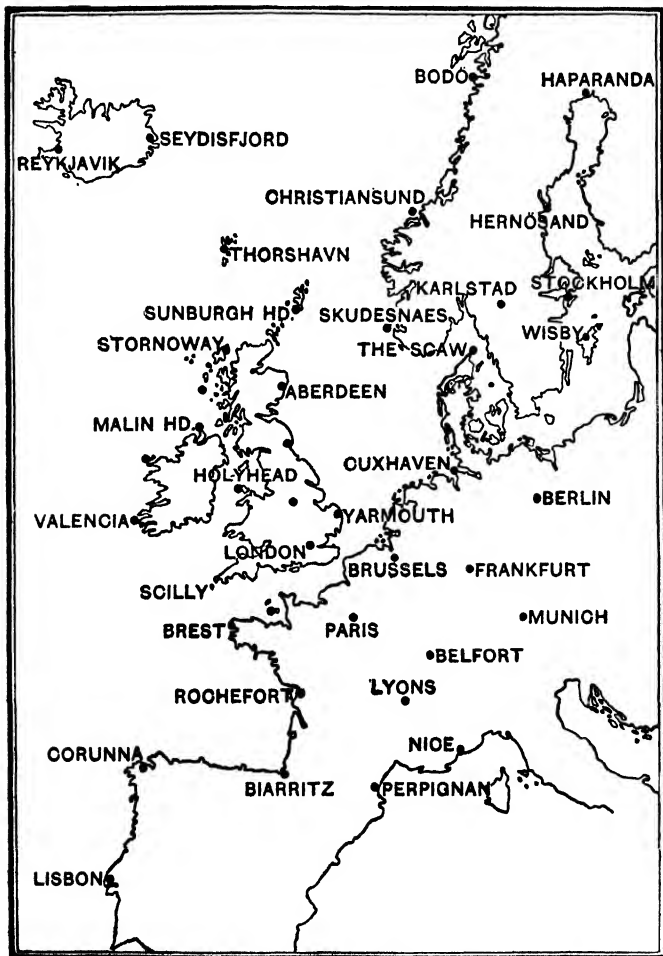 BODÖ
HAPARANDA
SEYDISFJORD
REYKJAVIK
CHRISTIANSUND
HERNÖSAND
THORSHAVN
KARLSTAD
STOCKHOLM
SUNBURGH HD.
SKUDESNAES
STORNOWAY
THE SCAW
WISBY
ABERDEEN
MALIN HD.
CUXHAVEN
HOLYHEAD
BERLIN
VALENCIA
YARMOUTH
LONDON
BRUSSELS
FRANKFURT
SCILLY
BREST
PARIS
MUNICH
BELFORT
ROCHEFORT
LYONS
CORUNNA
NICE
BIARRITZ
PERPIGNAN
LISBON